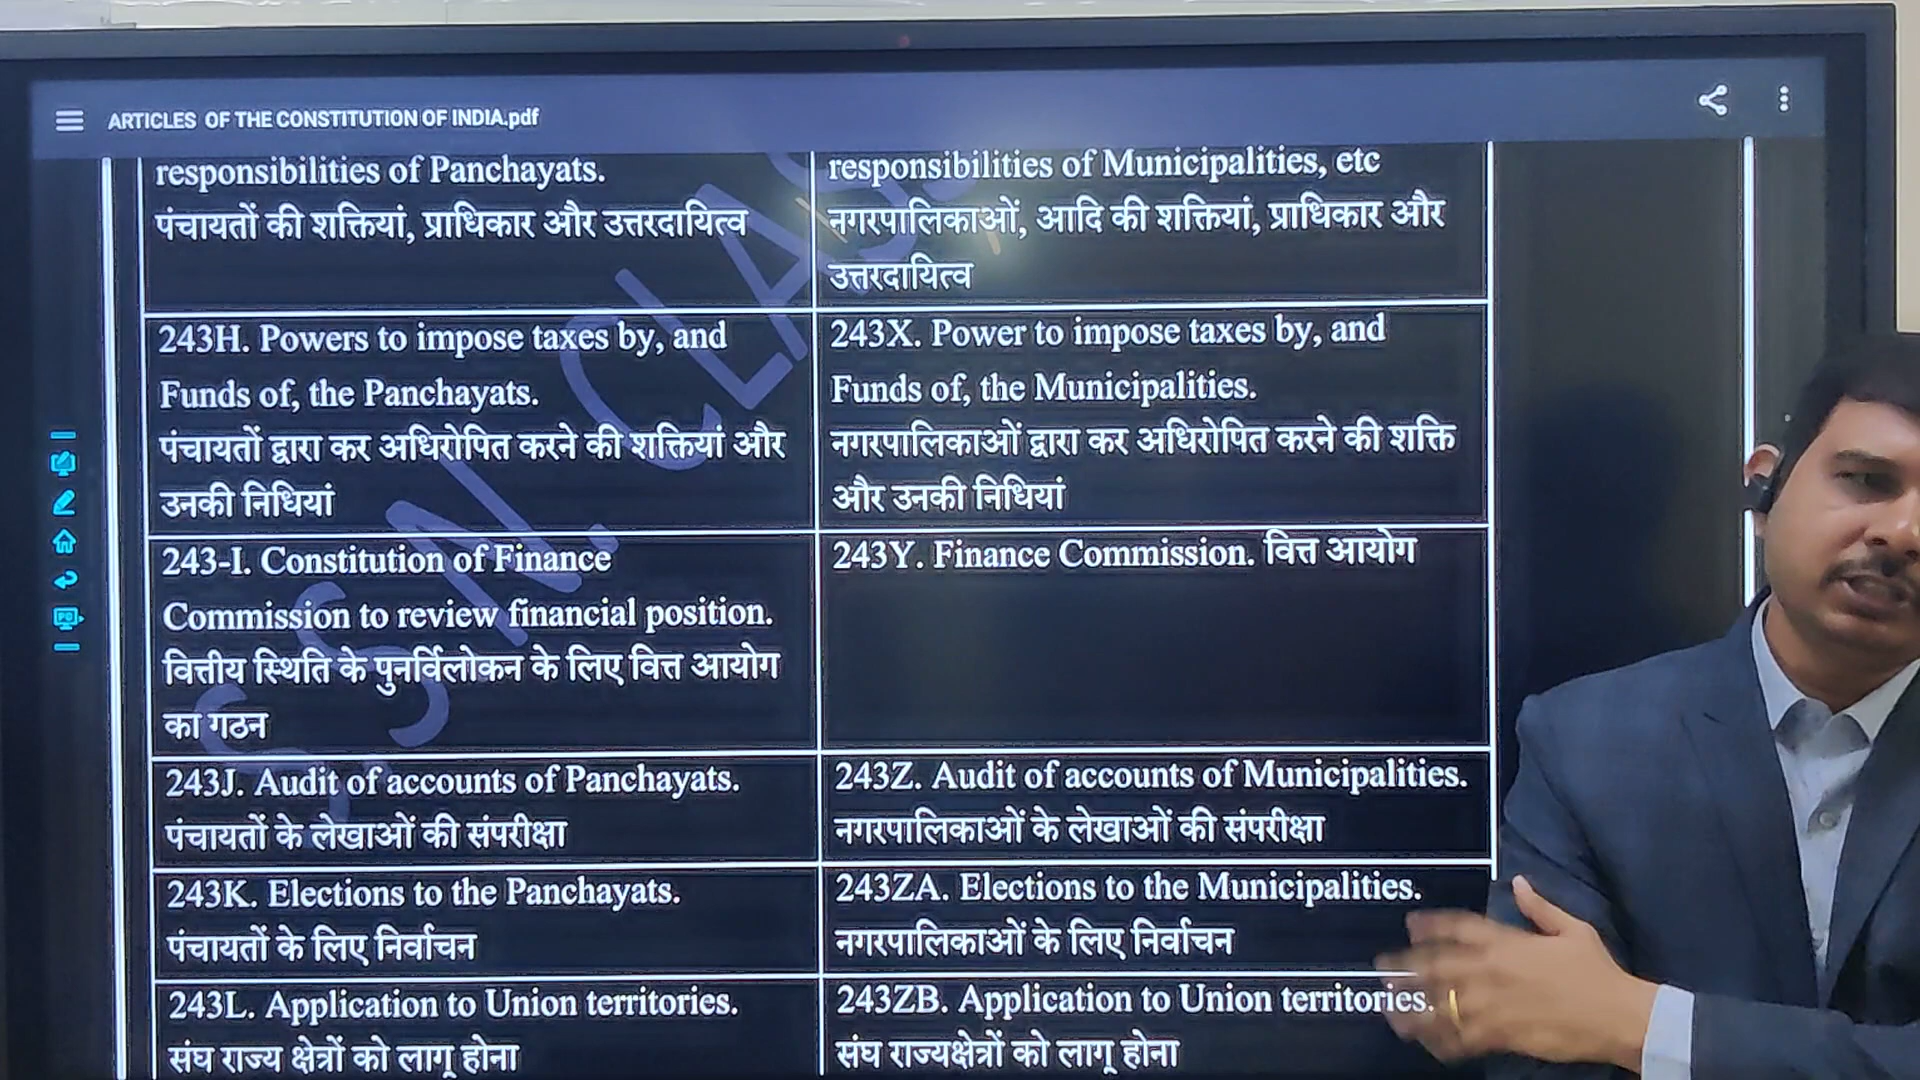 ARTICLES OF THE CONSTITUTION OF INDIA.pdf
responsibilities of Panchayats.
पंचायतों की शक्तियां, प्राधिकार और उत्तरदायित्व
responsibilities of Municipalities, etc
नगरपालिकाओं, आदि की शक्तियां, प्राधिकार और
उत्तरदायित्व
243H. Powers to impose taxes by, and
Funds of, the Panchayats.
पंचायतों द्वारा कर अधिरोपित करने की शक्तियां और
उनकी निधियां
243X. Power to impose taxes by, and
Funds of, the Municipalities.
नगरपालिकाओं द्वारा कर अधिरोपित करने की शक्ति
और उनकी निधियां
243-I. Constitution of Finance
Commission to review financial position.
वित्तीय स्थिति के पुनर्विलोकन के लिए वित्त आयोग
का गठन
243Y. Finance Commission. वित्त आयोग
243J. Audit of accounts of Panchayats.
पंचायतों के लेखाओं की संपरीक्षा
243Z. Audit of accounts of Municipalities.
नगरपालिकाओं के लेखाओं की संपरीक्षा
243K. Elections to the Panchayats.
पंचायतों के लिए निर्वाचन
243ZA. Elections to the Municipalities.
नगरपालिकाओं के लिए निर्वाचन
243L. Application to Union territories.
संघ राज्य क्षेत्रों को लागू होना
243ZB. Application to Union territories.
संघ राज्यक्षेत्रों को लागू होना